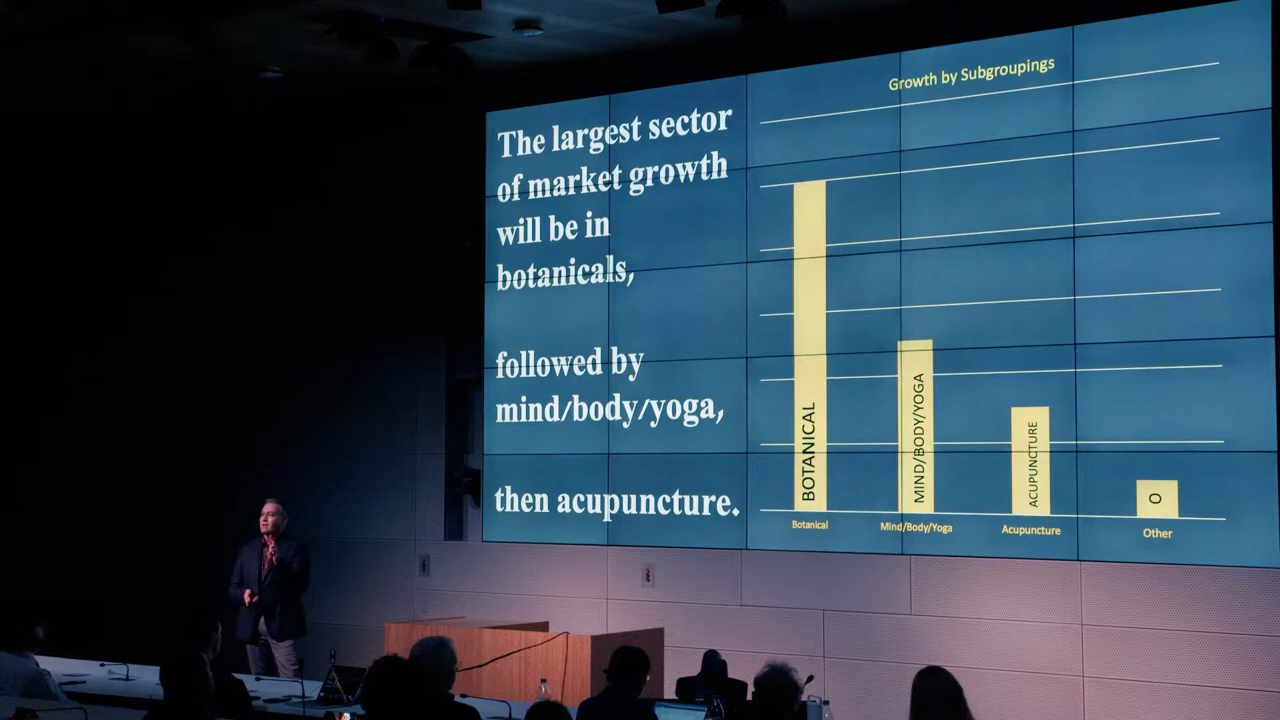 The largest sector
of market growth
will be in
botanicals,
followed by
mind/body/yoga,
then acupuncture.
Growth by Subgroupings
BOTANICAL
MIND/BODY/YOGA
ACUPUNCTURE
O
Botanical
Mind/Body/Yoga
Acupuncture
Other